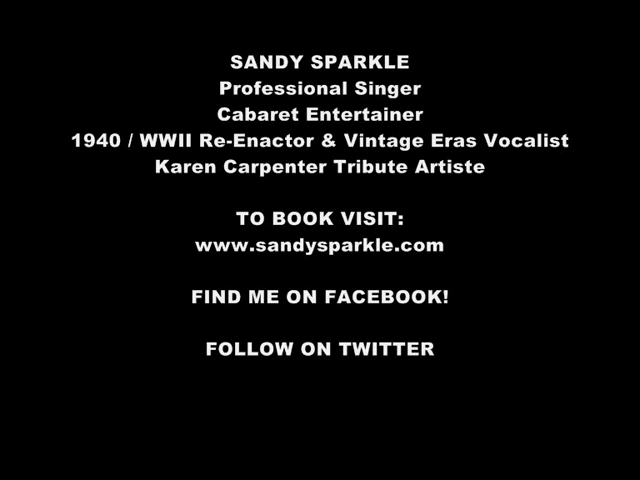 SANDY SPARKLE
Professional Singer
Cabaret Entertainer
1940 / WWII Re-Enactor & Vintage Eras Vocalist
Karen Carpenter Tribute Artiste
TO BOOK VISIT:
www.sandysparkle.com
FIND ME ON FACEBOOK!
FOLLOW ON TWITTER